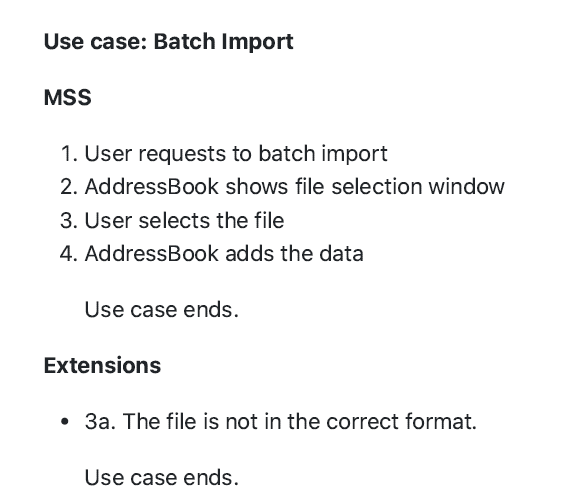 Use case: Batch Import
MSS
1. User requests to batch import
2. AddressBook shows file selection window
3. User selects the file
4. AddressBook adds the data
Use case ends.
Extensions
• 3a. The file is not in the correct format.
Use case ends.